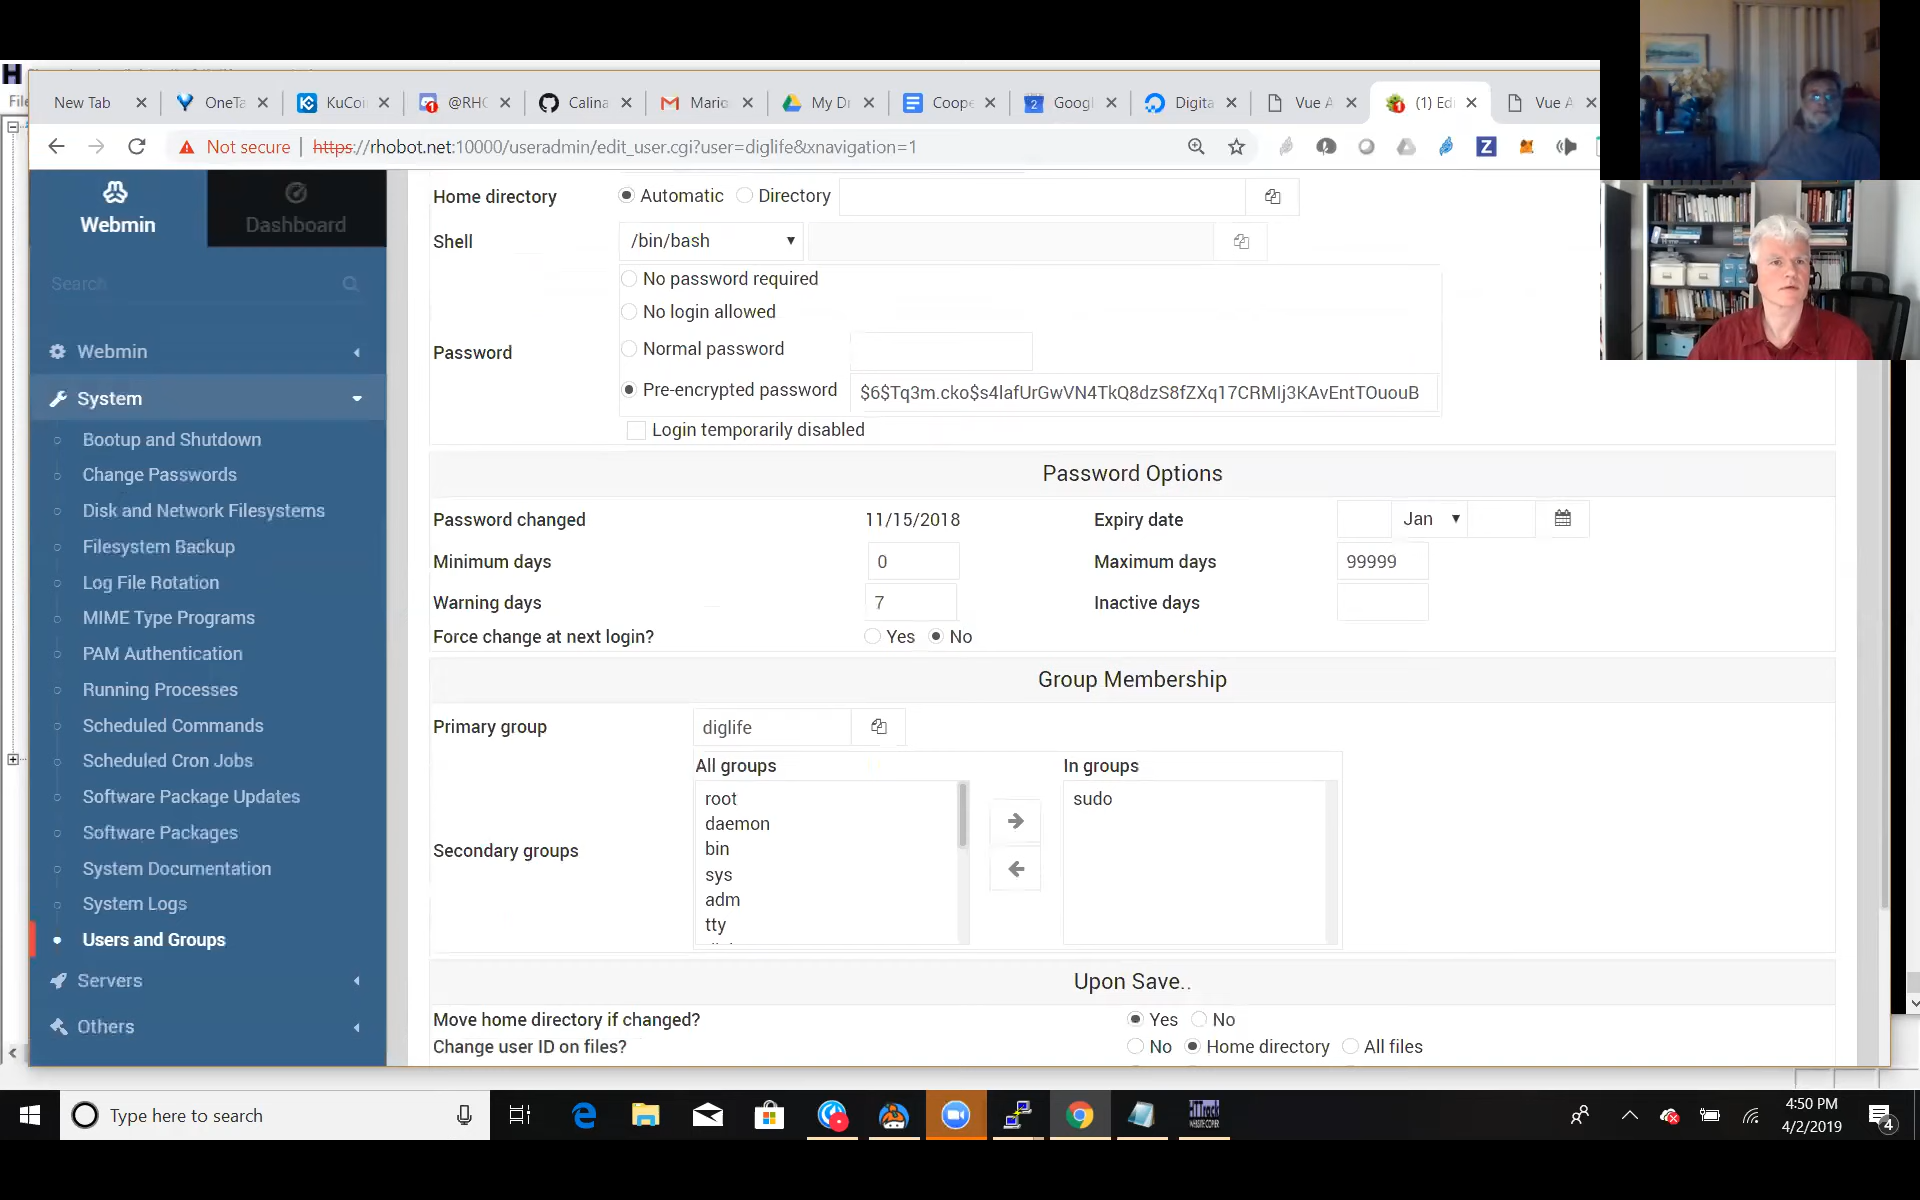 H
File
New Tab
OneTa
KuCoi
@RHC
Calina
Mario
My Dr
Coope
2
Googl
Digita
Vue A
(1) Edi
Vue A
Not secure
https://rhobot.net:10000/useradmin/edit_user.cgi?user=diglife&xnavigation=1
Z
Webmin
Dashboard
Search
Webmin
System
Bootup and Shutdown
Change Passwords
Disk and Network Filesystems
Filesystem Backup
Log File Rotation
MIME Type Programs
PAM Authentication
Running Processes
Scheduled Commands
Scheduled Cron Jobs
Software Package Updates
Software Packages
System Documentation
System Logs
Users and Groups
Servers
Others
Home directory
Automatic
Directory
Shell
/bin/bash
Password
No password required
No login allowed
Normal password
Pre-encrypted password
$6$Tq3m.cko$s4lafUrGwVN4TkQ8dzS8fZXq17CRMIj3KAvEntTOuouB
Login temporarily disabled
Password Options
Password changed
11/15/2018
Expiry date
Jan
Minimum days
0
Maximum days
99999
Warning days
7
Inactive days
Force change at next login?
Yes
No
Group Membership
Primary group
diglife
Secondary groups
All groups
root
daemon
bin
sys
adm
tty
In groups
sudo
Upon Save..
Move home directory if changed?
Yes
No
Change user ID on files?
No
Home directory
All files
Type here to search
HTTrack
WEBSITE COPIER
4:50 PM
4/2/2019
4